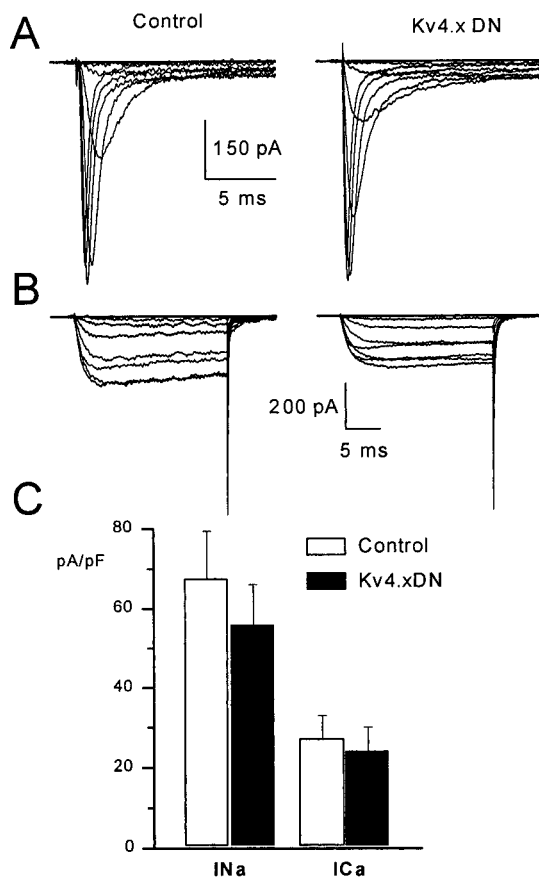 A
Control
Kv4.x DN
150 pA
5 ms
B
200 pA
5 ms
C
80
pA/pF
60
40
20
0
Control
Kv4.xDN
INa
ICa